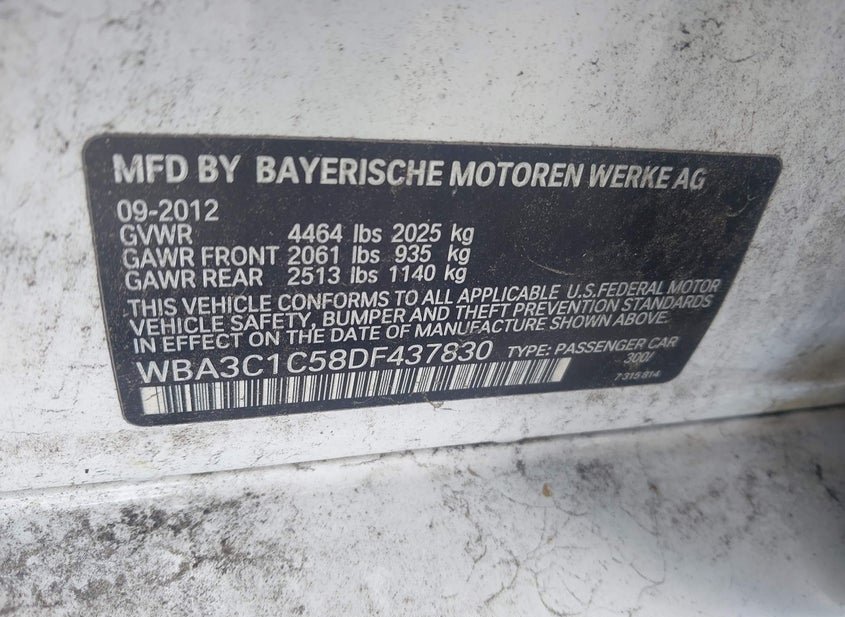 MFD BY BAYERISCHE MOTOREN WERKE AG
09-2012
GVWR 4464 lbs 2025 kg
GAWR FRONT 2061 lbs 935 kg
GAWR REAR 2513 lbs 1140 kg
THIS VEHICLE CONFORMS TO ALL APPLICABLE U.S.FEDERAL MOTOR
VEHICLE SAFETY, BUMPER AND THEFT PREVENTION STANDARDS
IN EFFECT ON THE DATE OF MANUFACTURE SHOWN ABOVE.
WBA3C1C58DF437830 TYPE: PASSENGER CAR
300/
7315814